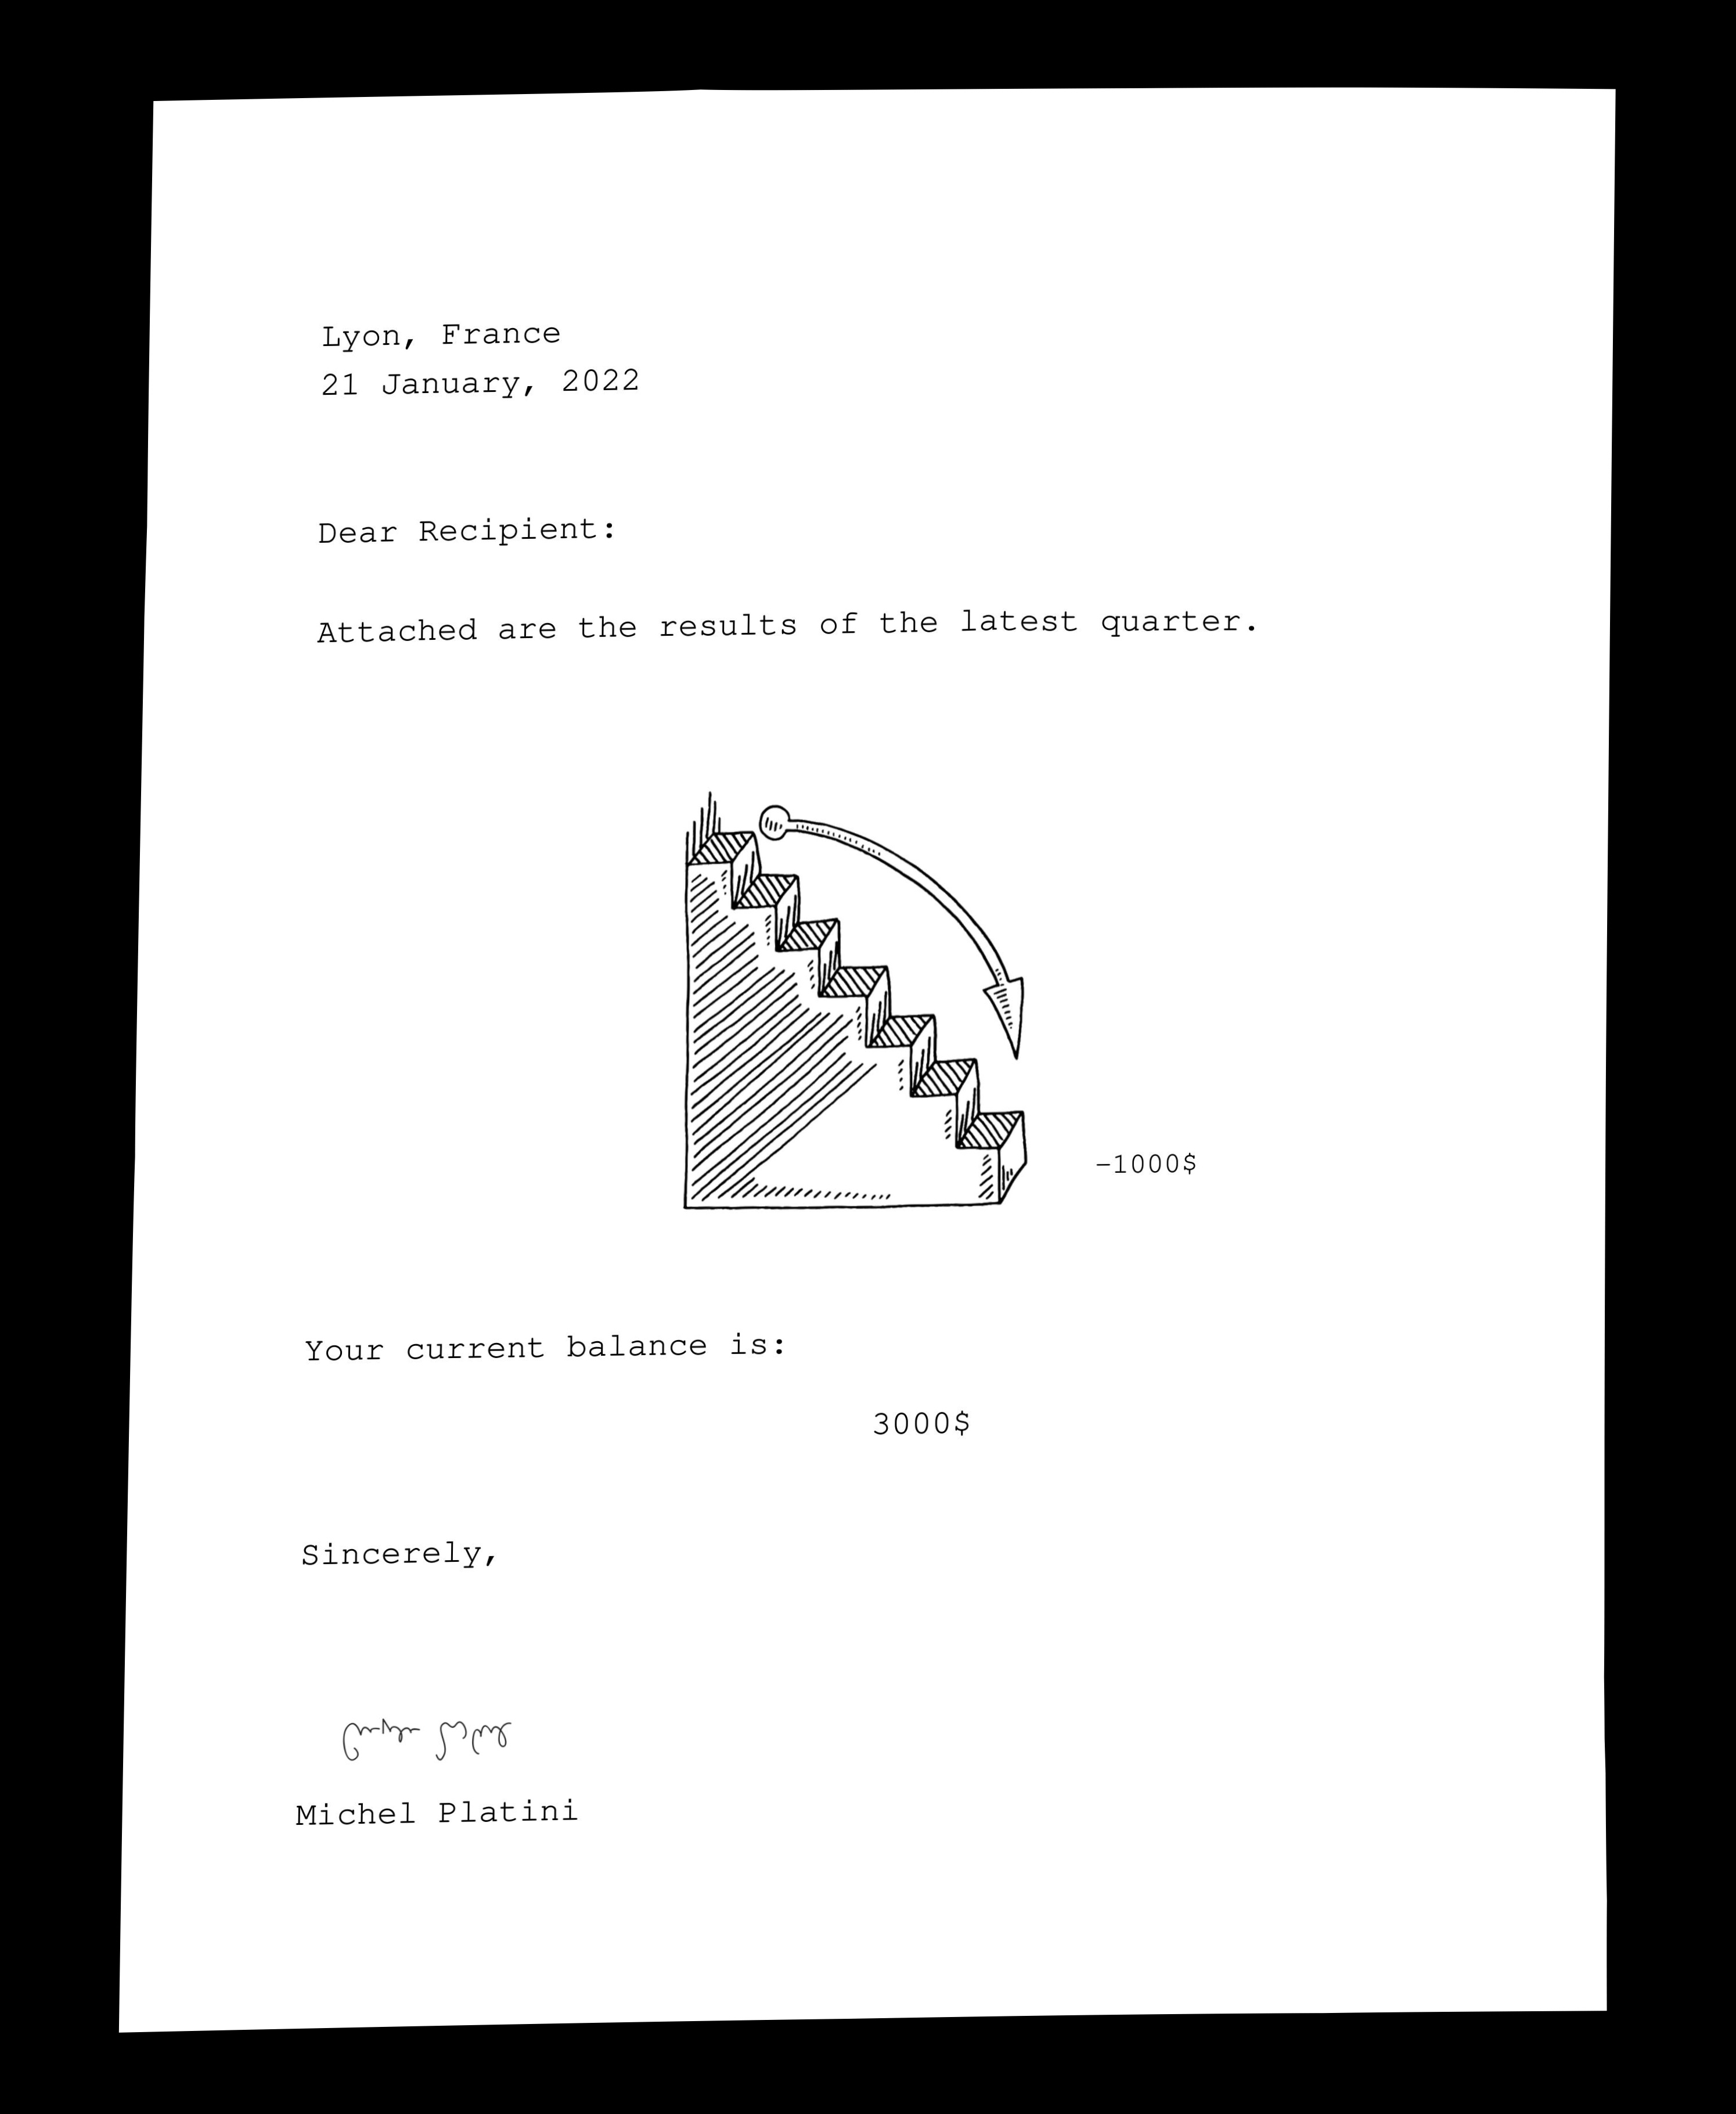 Lyon, France
21 January, 2022
Dear Recipient:
Attached are the results of the latest quarter.
-1000$
Your current balance is:
3000$
Sincerely,
Michel Platini